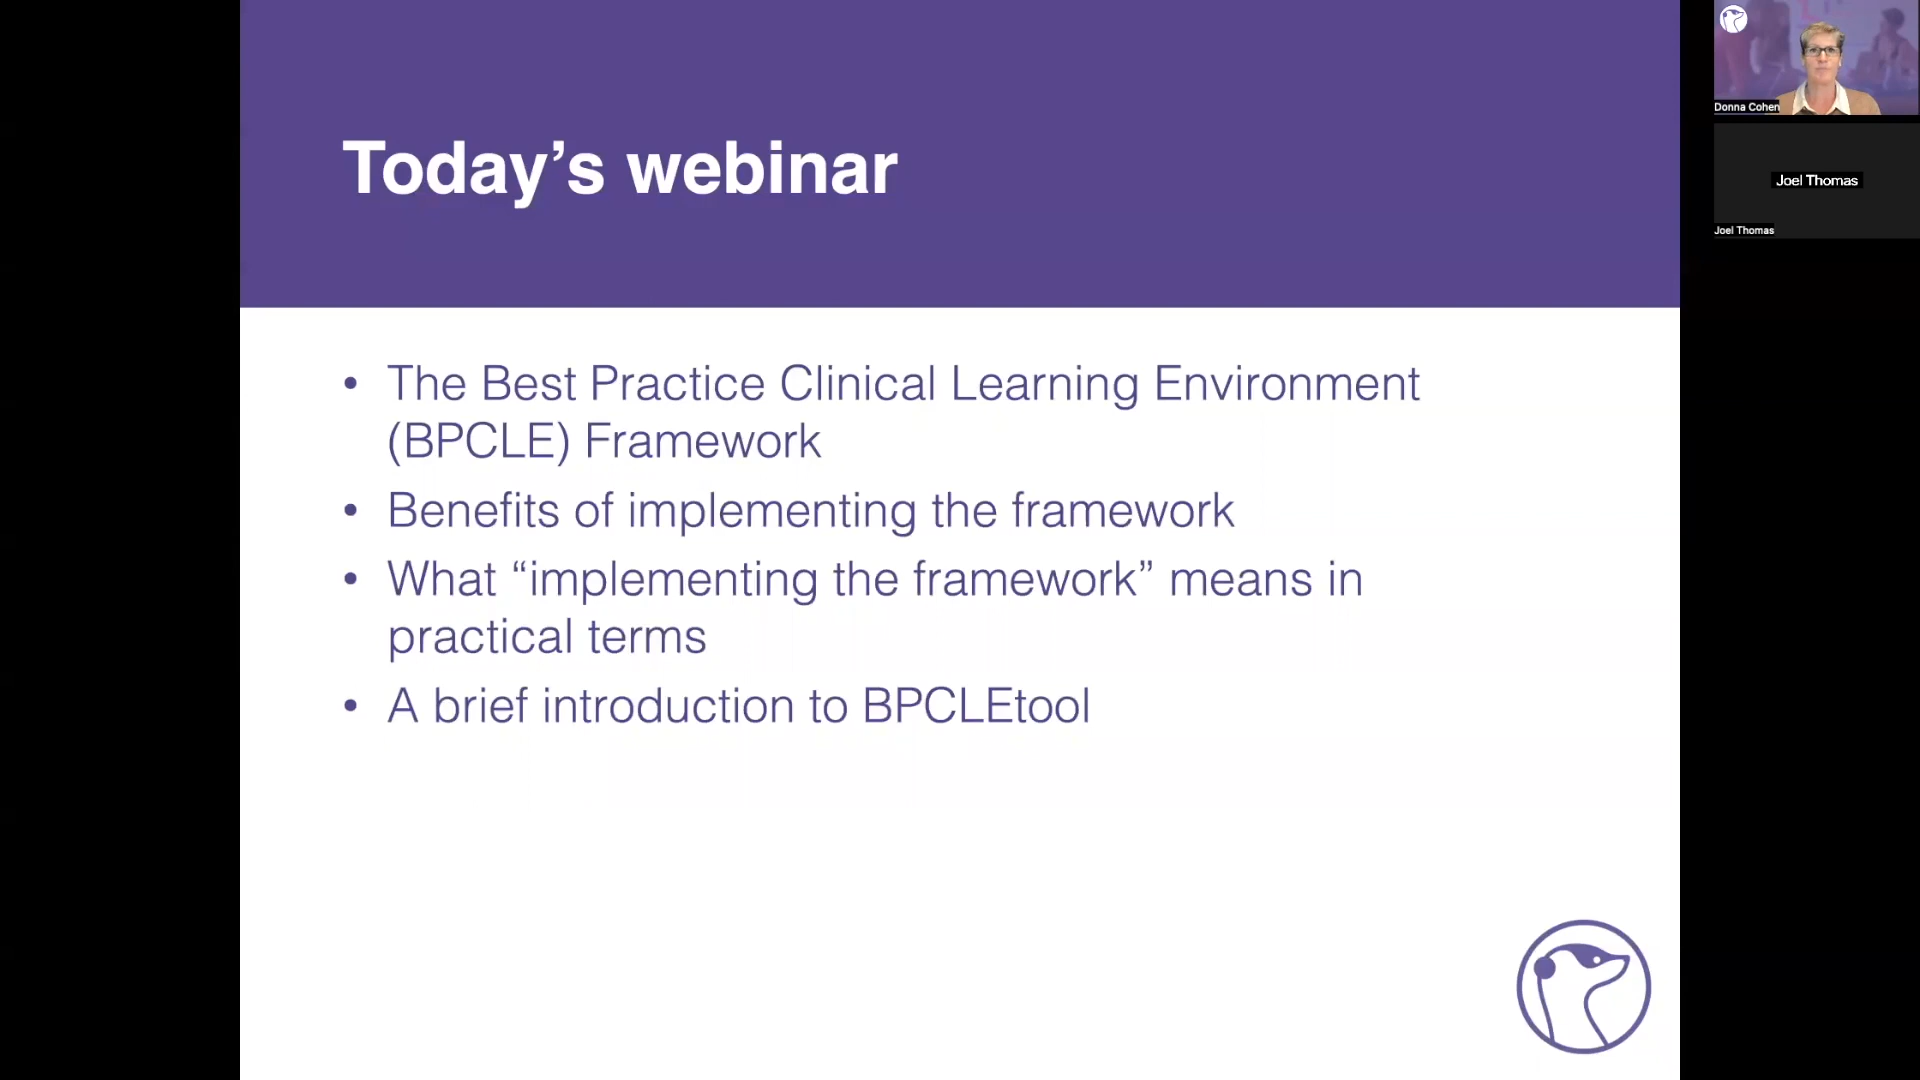 Today’s webinar
• The Best Practice Clinical Learning Environment
(BPCLE) Framework
• Benefits of implementing the framework
• What “implementing the framework” means in
practical terms
• A brief introduction to BPCLEtool
Donna Cohen
Joel Thomas
Joel Thomas